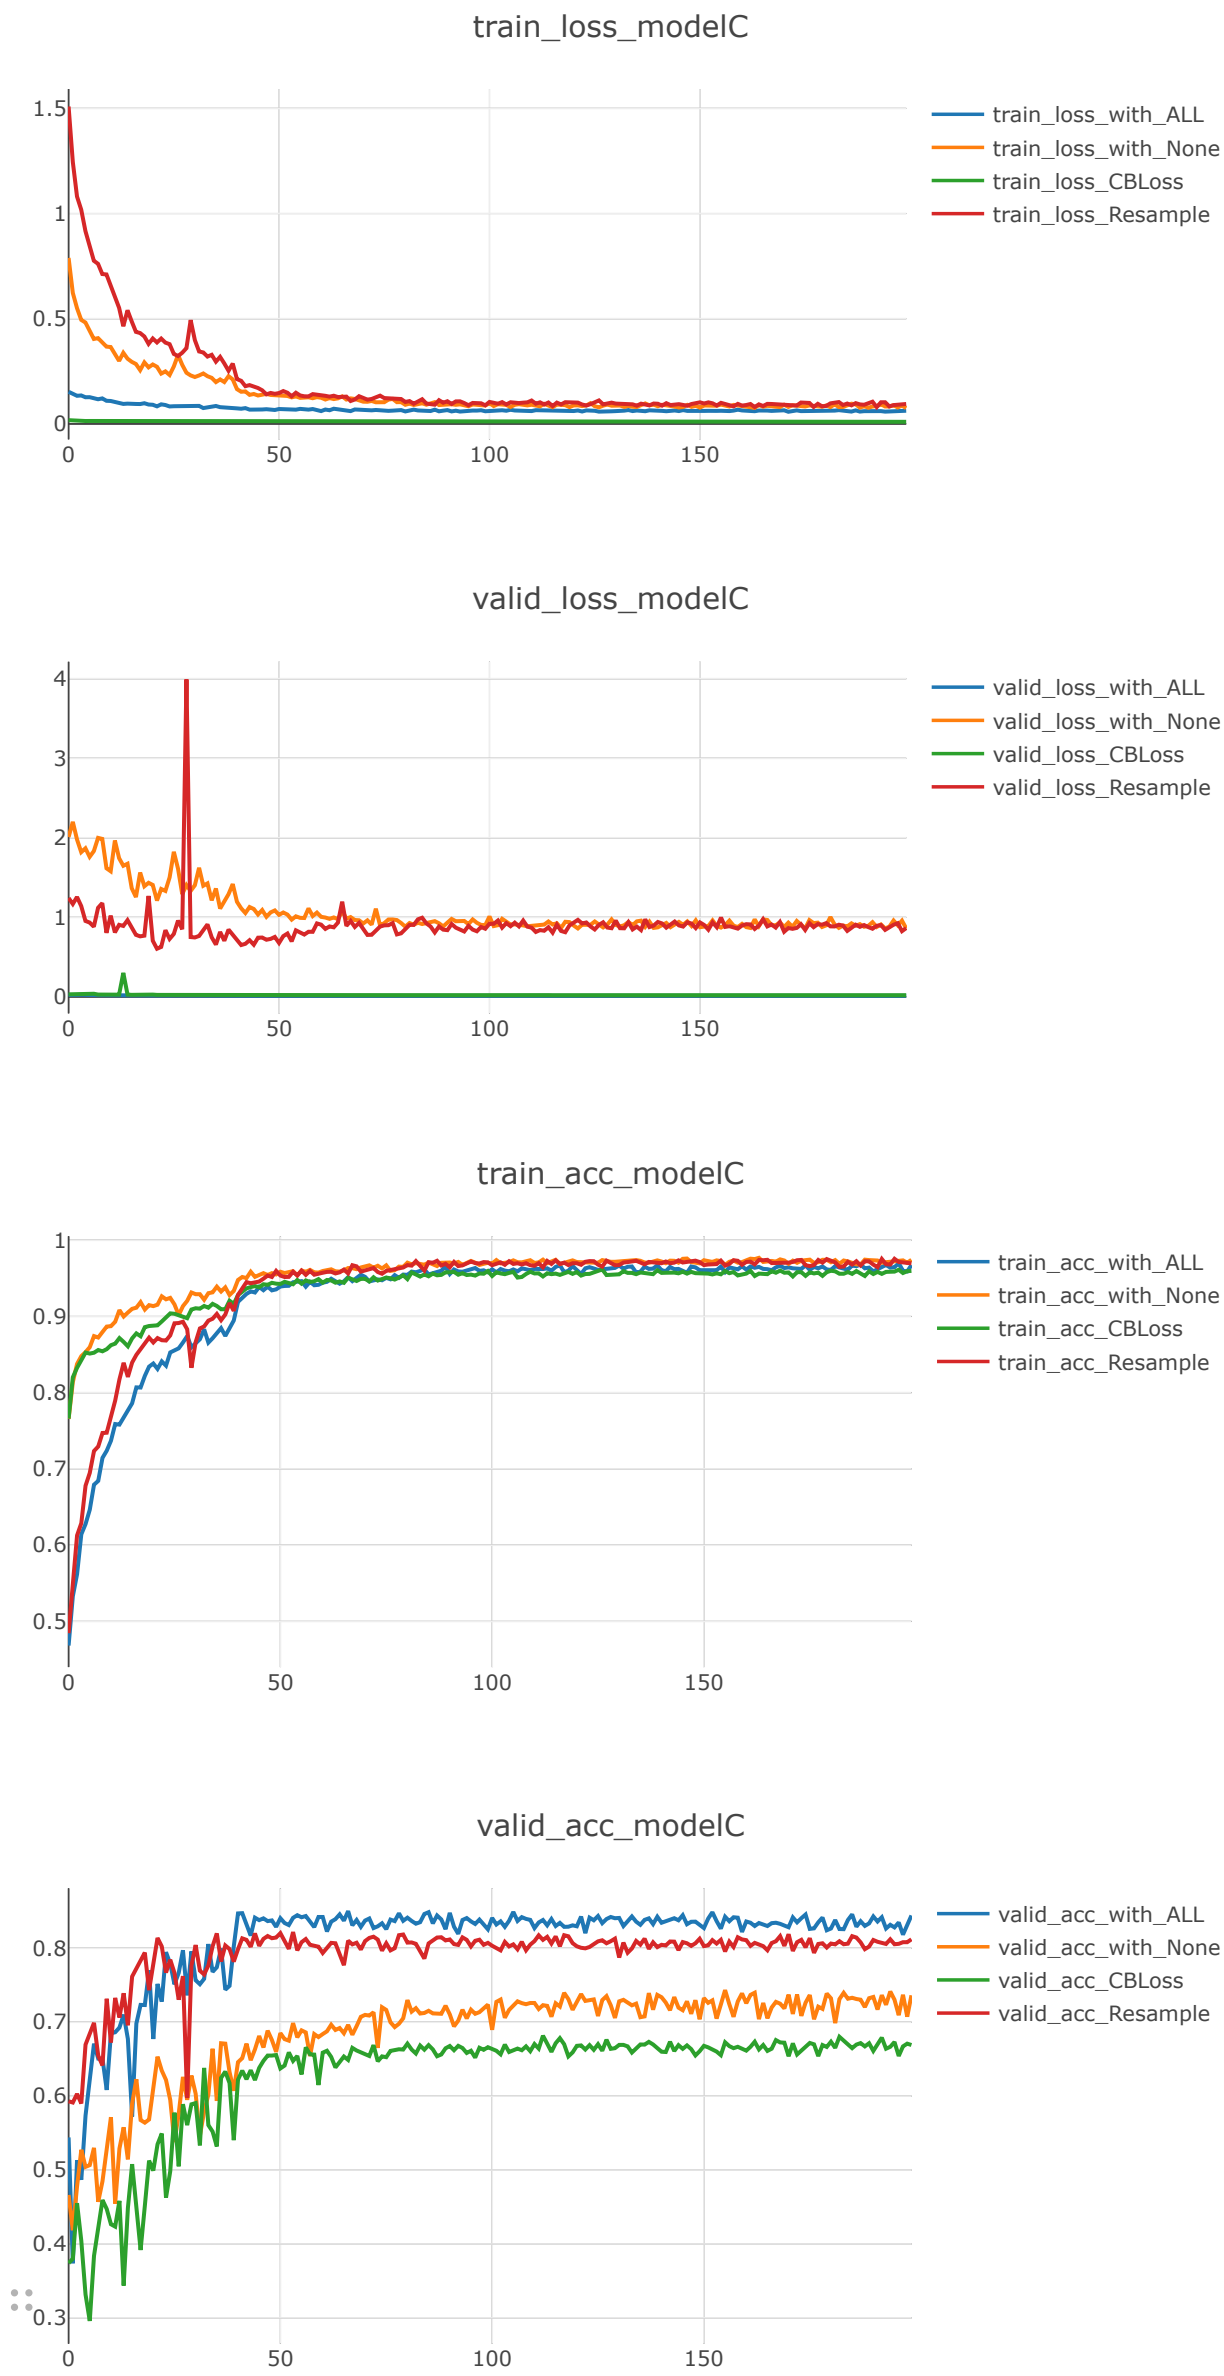 train_loss_modelC
1.5
1
0.5
0
0 50 100 150
train_loss_with_ALL
train_loss_with_None
train_loss_CBLoss
train_loss_Resample
valid_loss_modelC
4
3
2
1
0
0 50 100 150
valid_loss_with_ALL
valid_loss_with_None
valid_loss_CBLoss
valid_loss_Resample
train_acc_modelC
1
0.9
0.8
0.7
0.6
0.5
0 50 100 150
train_acc_with_ALL
train_acc_with_None
train_acc_CBLoss
train_acc_Resample
valid_acc_modelC
0.8
0.7
0.6
0.5
0.4
0.3
0 50 100 150
valid_acc_with_ALL
valid_acc_with_None
valid_acc_CBLoss
valid_acc_Resample